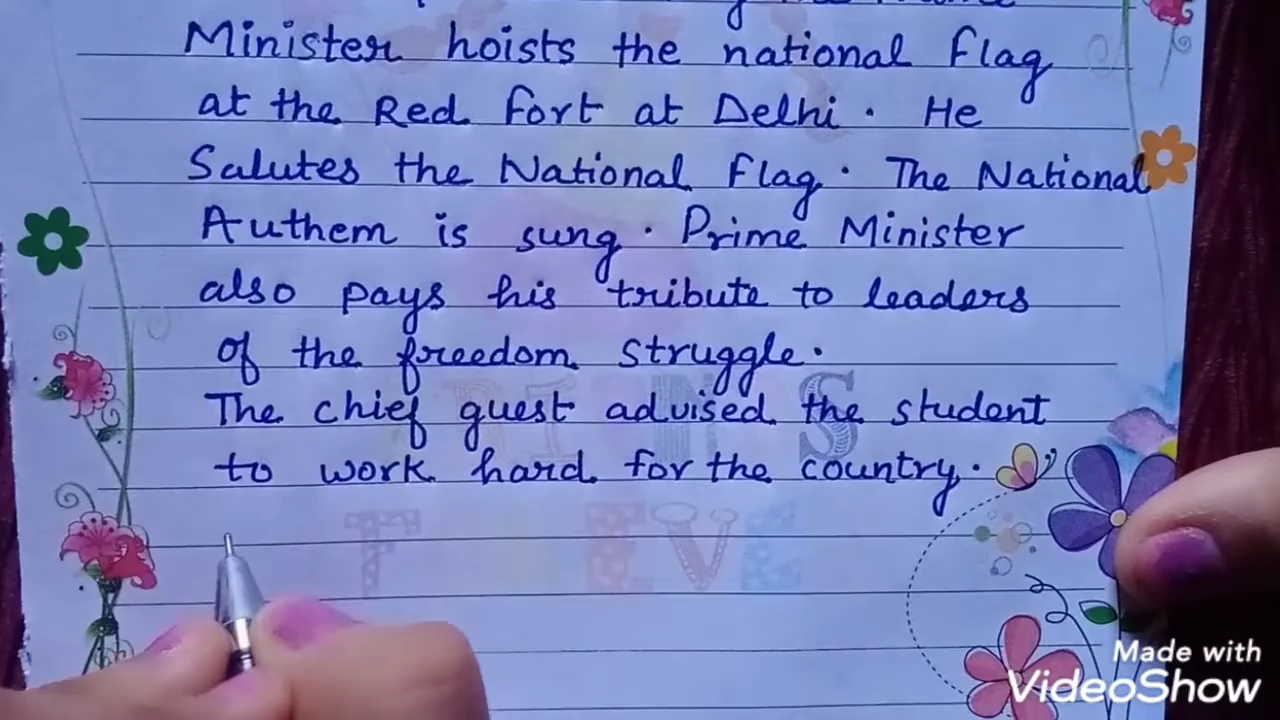 Minister hoists the national flag
at the Red Fort at Delhi. He
Salutes the National Flag. The National
Authem is sung. Prime Minister
also pays his tribute to leaders
of the freedom struggle.
The chief guest advised the student
to work hard for the country.
Made with
VideoShow